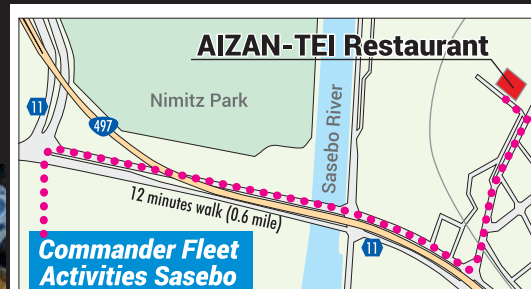 AIZAN-TEI Restaurant
Nimitz Park
11
497
Sasebo River
12 minutes walk (0.6 mile)
11
Commander Fleet
Activities Sasebo